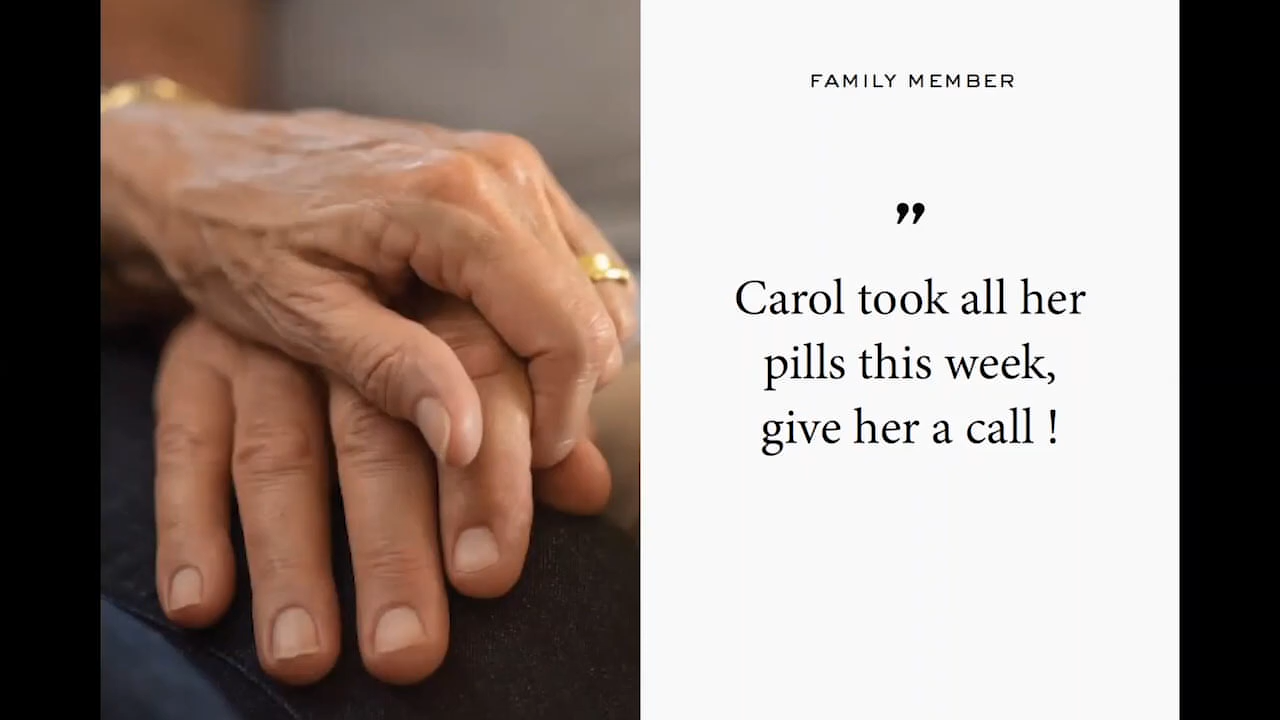 FAMILY MEMBER
”
Carol took all her
pills this week,
give her a call !